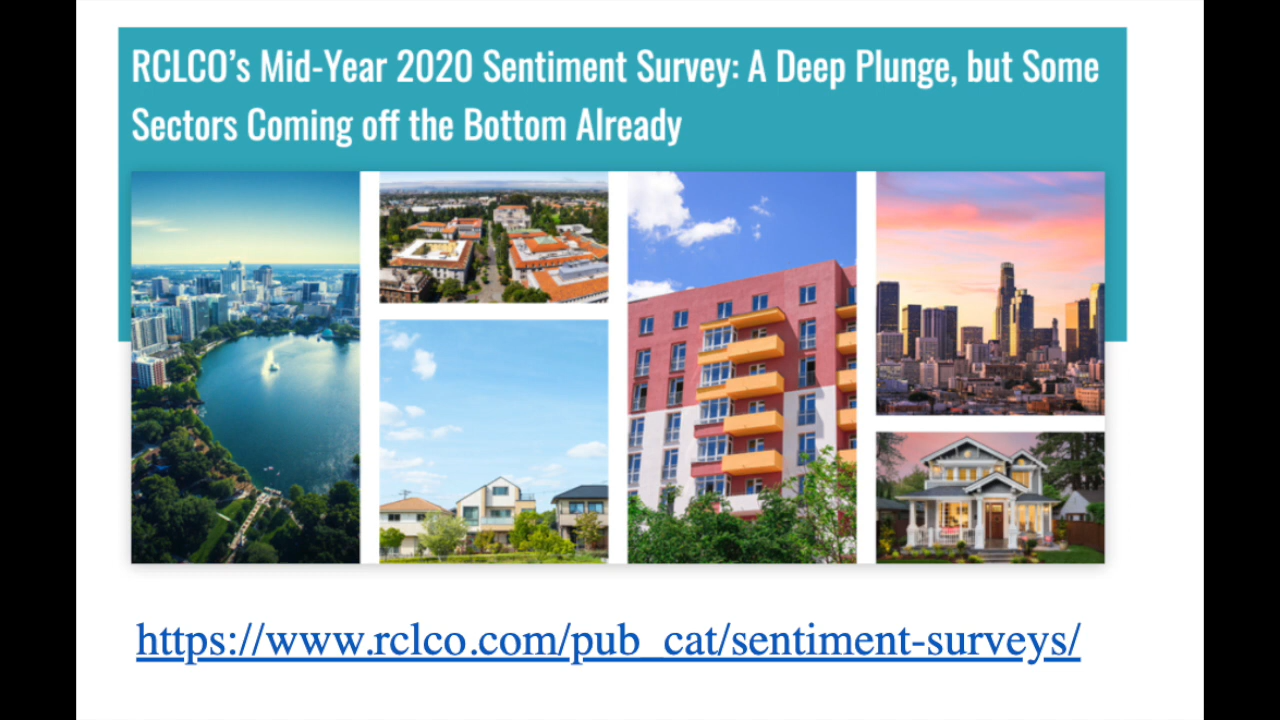 RCLCO’s Mid-Year 2020 Sentiment Survey: A Deep Plunge, but Some
Sectors Coming off the Bottom Already
https://www.rclco.com/pub_cat/sentiment-surveys/